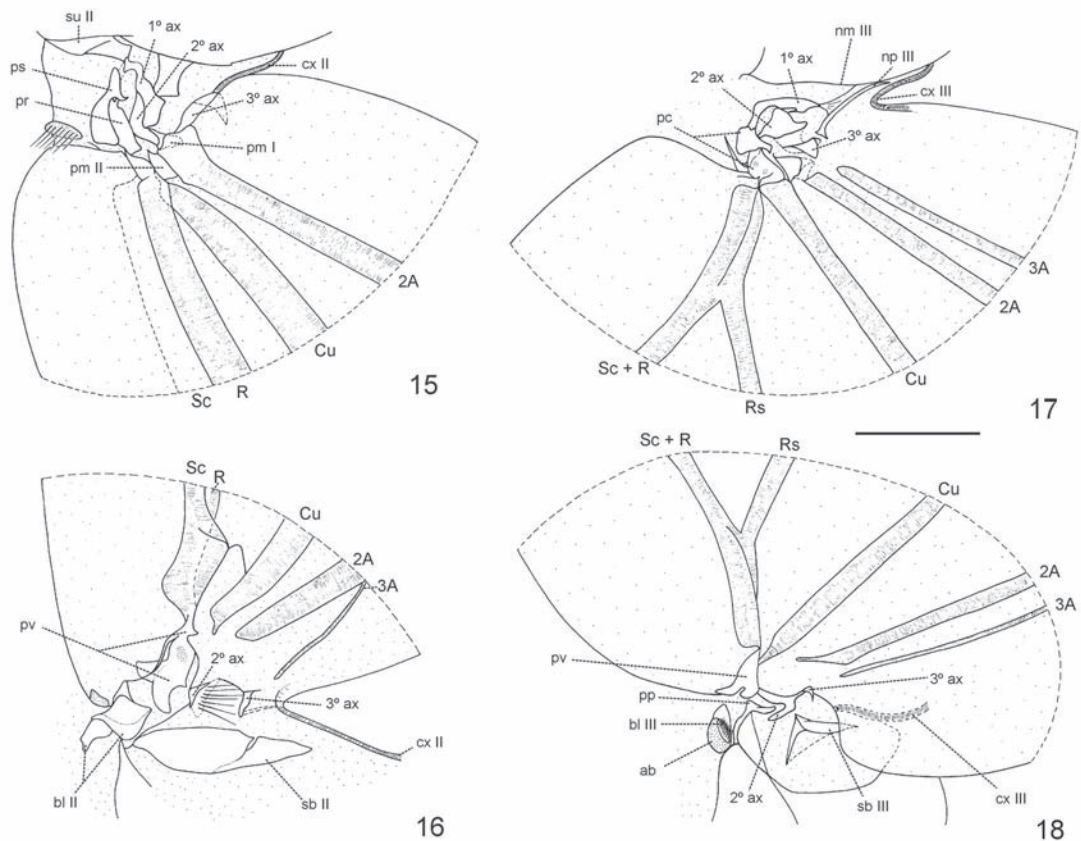 su II
1º ax
2º ax
ps
cx II
pr
3º ax
pm I
pm II
2A
Cu
R
Sc
15
nm III
1º ax
np III
2º ax
cx III
pc
3º ax
3A
2A
Sc + R
Cu
Rs
17
Sc
R
Cu
2A
3A
pv
2º ax
3º ax
cx II
bl II
sb II
16
Sc + R
Rs
Cu
2A
3A
pv
3º ax
pp
bl III
ab
2º ax
sb III
cx III
18